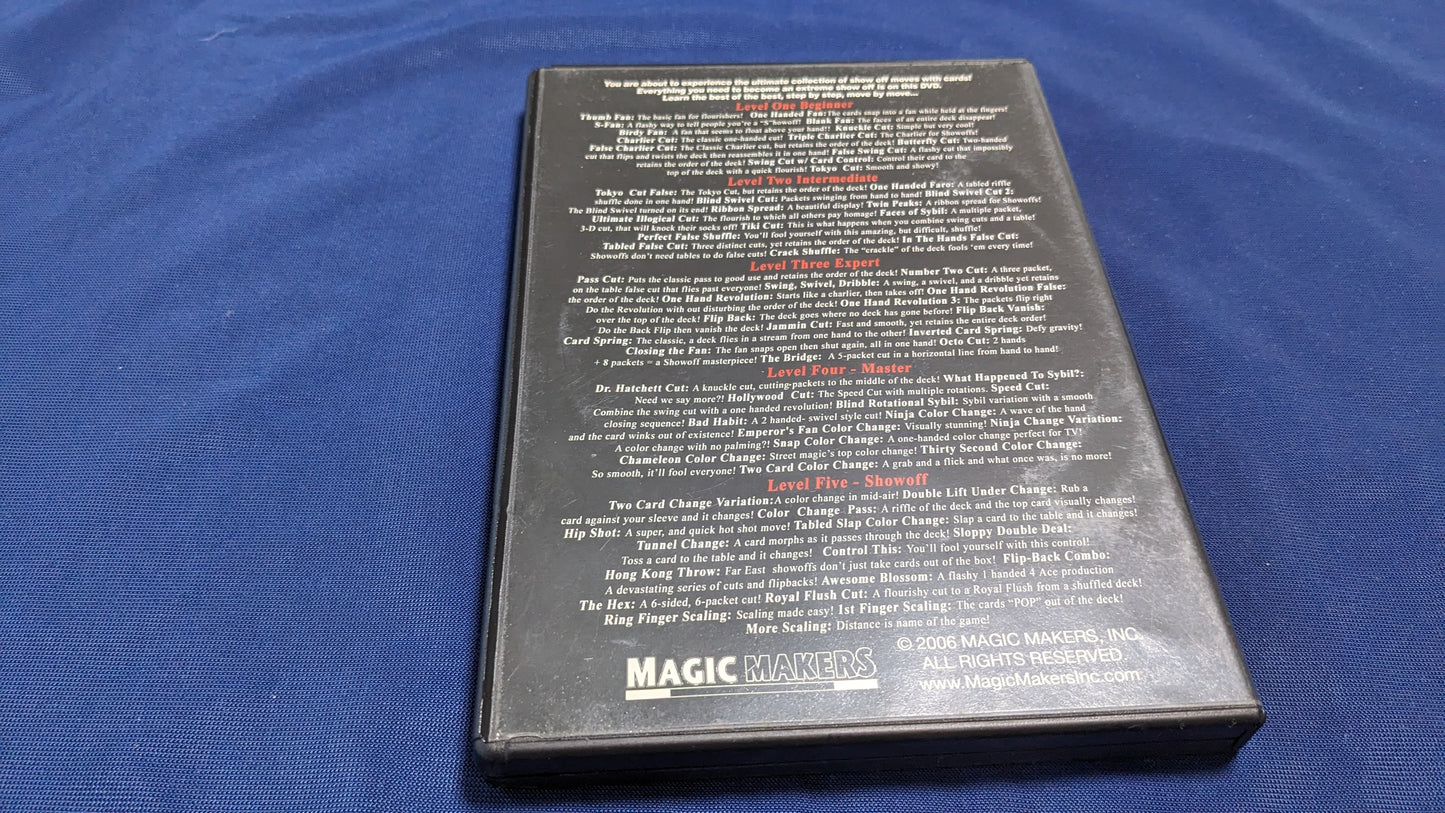 You are about to experience the ultimate collection of show off moves with cards!
Everything you need to become an extreme show off is on this DVD.
Learn the best of the best, step by step, move by move...
Level One Beginner
Thumb Fan: The basic fan for flourishers! One Handed Fan:The cards snap into a fan while held at the fingers!
S-Fan: A flashy way to tell people you're a "S"howoff! Blank Fan: The faces of an entire deck disappear!
Birdy Fan: A fan that seems to float above your hand!! Knuckle Cut: Simple but very cool!
Charlier Cut: The classic one-handed cut! Triple Charlier Cut: The Charlier for Showoffs!
False Charlier Cut: The Classic Charlier cut, but retains the order of the deck! Butterfly Cut: Two-handed
cut that flips and twists the deck then reassembles it in one hand! False Swing Cut: A flashy cut that impossibly
retains the order of the deck! Swing Cut w/ Card Control: Control their card to the
top of the deck with a quick flourish! Tokyo Cut: Smooth and showy!
Level Two Intermediate
Tokyo Cut False: The Tokyo Cut, but retains the order of the deck! One Handed Faro: A tabled riffle
shuffle done in one hand! Blind Swivel Cut: Packets swinging from hand to hand! Blind Swivel Cut 2:
The Blind Swivel turned on its end! Ribbon Spread: A beautiful display! Twin Peaks: A ribbon spread for Showoffs!
Ultimate Illogical Cut: The flourish to which all others pay homage! Faces of Sybil: A multiple packet,
3-D cut, that will knock their socks off! Tiki Cut: This is what happens when you combine swing cuts and a table!
Perfect False Shuffle: You'll fool yourself with this amazing, but difficult, shuffle!
Tabled False Cut: Three distinct cuts, yet retains the order of the deck! In The Hands False Cut:
Showoffs don't need tables to do false cuts! Crack Shuffle: The "crackle" of the deck fools 'em every time!
Level Three Expert
Pass Cut: Puts the classic pass to good use and retains the order of the deck! Number Two Cut: A three packet,
on the table false cut that flies past everyone! Swing, Swivel, Dribble: A swing, a swivel, and a dribble yet retains
the order of the deck! One Hand Revolution: Starts like a charlier, then takes off! One Hand Revolution False:
Do the Revolution with out disturbing the order of the deck! One Hand Revolution 3: The packets flip right
over the top of the deck! Flip Back: The deck goes where no deck has gone before! Flip Back Vanish:
Do the Back Flip then vanish the deck! Jammin Cut: Fast and smooth, yet retains the entire deck order!
Card Spring: The classic, a deck flies in a stream from one hand to the other! Inverted Card Spring: Defy gravity!
Closing the Fan: The fan snaps open then shut again, all in one hand! Octo Cut: 2 hands
+ 8 packets = a Showoff masterpiece! The Bridge: A 5-packet cut in a horizontal line from hand to hand!
Level Four - Master
Dr. Hatchett Cut: A knuckle cut, cutting-packets to the middle of the deck! What Happened To Sybil?:
Need we say more?! Hollywood Cut: The Speed Cut with multiple rotations. Speed Cut:
Combine the swing cut with a one handed revolution! Blind Rotational Sybil: Sybil variation with a smooth
closing sequence! Bad Habit: A 2 handed- swivel style cut! Ninja Color Change: A wave of the hand
and the card winks out of existence! Emperor's Fan Color Change: Visually stunning! Ninja Change Variation:
A color change with no palming?! Snap Color Change: A one-handed color change perfect for TV!
Chameleon Color Change: Street magic's top color change! Thirty Second Color Change:
So smooth, it'll fool everyone! Two Card Color Change: A grab and a flick and what once was, is no more!
Level Five - Showoff
Two Card Change Variation:A color change in mid-air! Double Lift Under Change: Rub a
card against your sleeve and it changes! Color Change Pass: A riffle of the deck and the top card visually changes!
Hip Shot: A super, and quick hot shot move! Tabled Slap Color Change: Slap a card to the table and it changes!
Tunnel Change: A card morphs as it passes through the deck! Sloppy Double Deal:
Toss a card to the table and it changes! Control This: You'll fool yourself with this control!
Hong Kong Throw: Far East showoffs don't just take cards out of the box! Flip-Back Combo:
A devastating series of cuts and flipbacks! Awesome Blossom: A flashy 1 handed 4 Ace production
The Hex: A 6-sided, 6-packet cut! Royal Flush Cut: A flourishy cut to a Royal Flush from a shuffled deck!
Ring Finger Scaling: Scaling made easy! 1st Finger Scaling: The cards "POP" out of the deck!
More Scaling: Distance is name of the game!
MAGIC MAKERS
© 2006 MAGIC MAKERS, INC.
ALL RIGHTS RESERVED.
www.MagicMakersInc.com